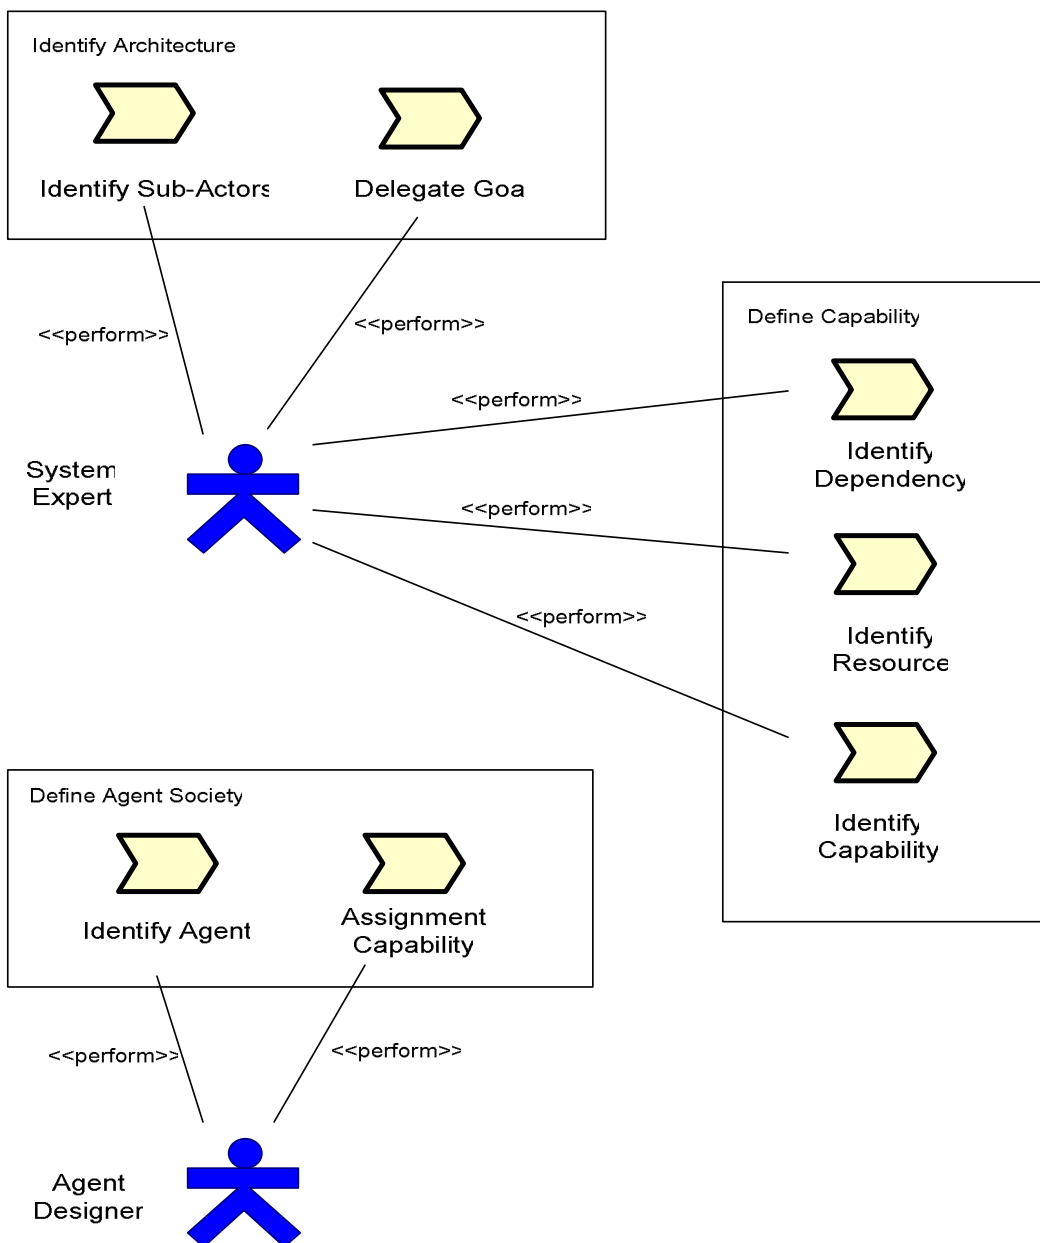 Identify Architecture
Identify Sub-Actors
Delegate Goa
<<perform>>
<<perform>>
Define Capability
<<perform>>
Identify
Dependency
System
Expert
<<perform>>
<<perform>>
Identify
Resource
Identify
Capability
Define Agent Society
Identify Agent
Assignment
Capability
<<perform>>
<<perform>>
Agent
Designer